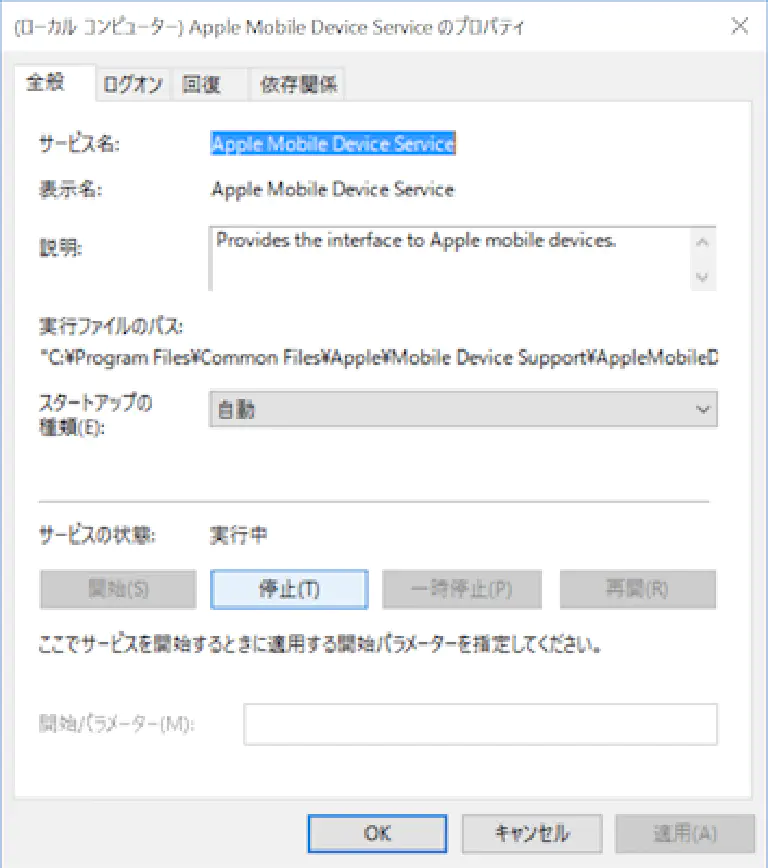 (ローカル コンピューター) Apple Mobile Device Service のプロパティ
全般 ログオン 回復 依存関係
サービス名: Apple Mobile Device Service
表示名: Apple Mobile Device Service
説明: Provides the interface to Apple mobile devices.
実行ファイルのパス:
"C:¥Program Files¥Common Files¥Apple¥Mobile Device Support¥AppleMobileD
スタートアップの
種類(E): 自動
サービスの状態: 実行中
開始(S) 停止(T) 一時停止(P) 再開(R)
ここでサービスを開始するときに適用する開始パラメーターを指定してください。
開始パラメーター(M):
OK キャンセル 適用(A)